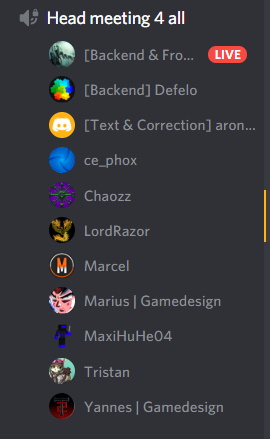 Head meeting 4 all
[Backend & Fro... LIVE
[Backend] Defelo
[Text & Correction] aron...
ce_phox
Chaozz
LordRazor
Marcel
Marius | Gamedesign
MaxiHuHe04
Tristan
Yannes | Gamedesign